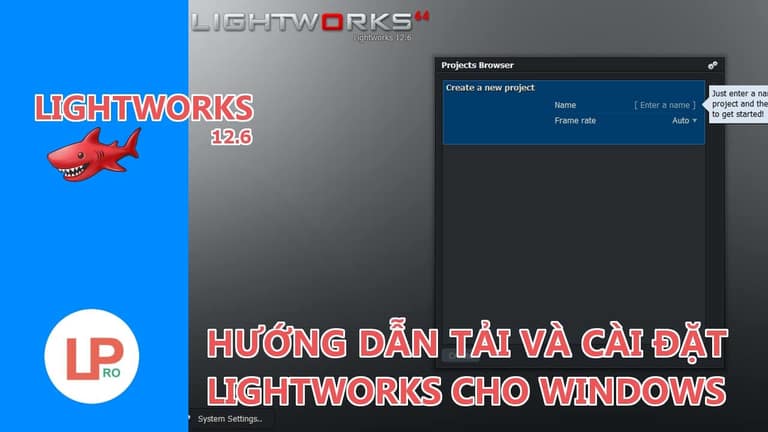 LIGHTWORKS 64
Lightworks 12.6
Projects Browser
Create a new project
Name [ Enter a name ]
Frame rate Auto
Just enter a na
project and the
to get started!
LIGHTWORKS
12.6
LP
RO
HƯỚNG DẪN TẢI VÀ CÀI ĐẶT
LIGHTWORKS CHO WINDOWS
System Settings..